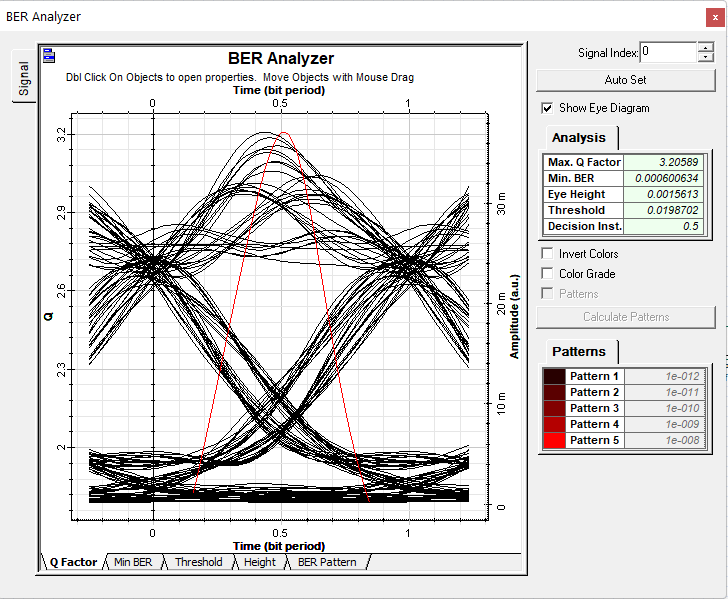 BER Analyzer
x
Signal
BER Analyzer
Dbl Click On Objects to open properties. Move Objects with Mouse Drag
Time (bit period)
0 0.5 1
3.2
2.9
2.6
2.3
2
Q
30 m
20 m
10 m
0
Amplitude (a.u.)
0 0.5 1
Time (bit period)
Q Factor Min BER Threshold Height BER Pattern
Signal Index: 0
Auto Set
Show Eye Diagram
Analysis
Max. Q Factor 3.20589
Min. BER 0.000600634
Eye Height 0.0015613
Threshold 0.0198702
Decision Inst. 0.5
Invert Colors
Color Grade
Patterns
Calculate Patterns
Patterns
Pattern 1 1e-012
Pattern 2 1e-011
Pattern 3 1e-010
Pattern 4 1e-009
Pattern 5 1e-008